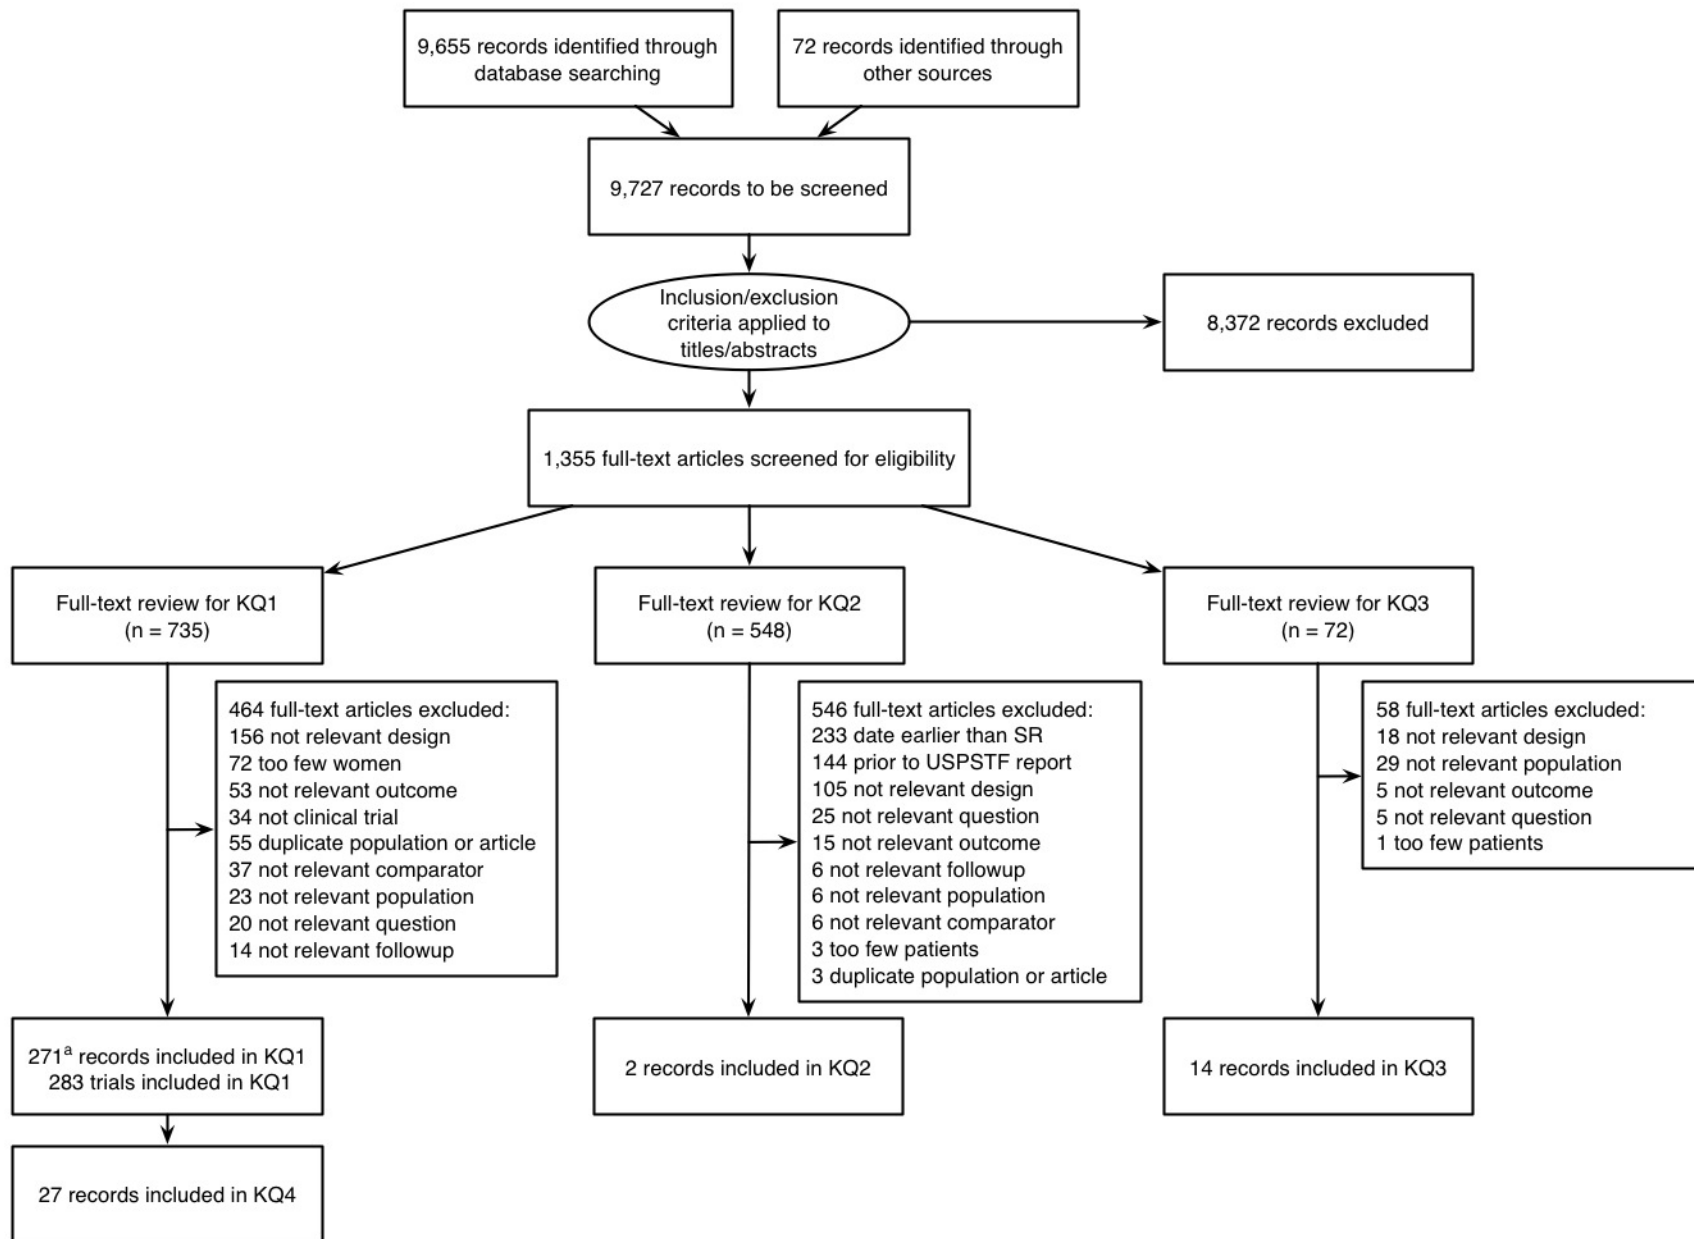 9,655 records identified through
database searching
72 records identified through
other sources
9,727 records to be screened
Inclusion/exclusion
criteria applied to
titles/abstracts
8,372 records excluded
1,355 full-text articles screened for eligibility
Full-text review for KQ1
(n = 735)
Full-text review for KQ2
(n = 548)
Full-text review for KQ3
(n = 72)
464 full-text articles excluded:
156 not relevant design
72 too few women
53 not relevant outcome
34 not clinical trial
55 duplicate population or article
37 not relevant comparator
23 not relevant population
20 not relevant question
14 not relevant followup
546 full-text articles excluded:
233 date earlier than SR
144 prior to USPSTF report
105 not relevant design
25 not relevant question
15 not relevant outcome
6 not relevant followup
6 not relevant population
6 not relevant comparator
3 too few patients
3 duplicate population or article
58 full-text articles excluded:
18 not relevant design
29 not relevant population
5 not relevant outcome
5 not relevant question
1 too few patients
271ª records included in KQ1
283 trials included in KQ1
2 records included in KQ2
14 records included in KQ3
27 records included in KQ4